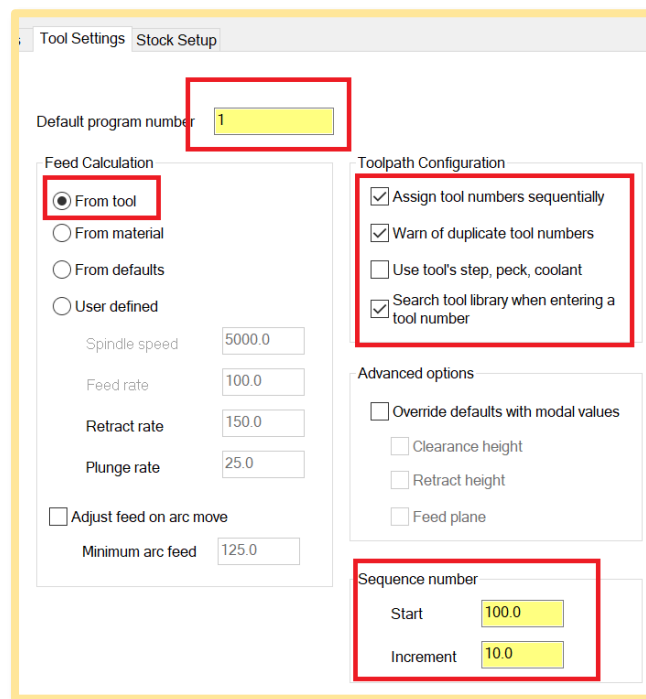 Tool Settings Stock Setup
Default program number 1
Feed Calculation
From tool
From material
From defaults
User defined
Spindle speed 5000.0
Feed rate 100.0
Retract rate 150.0
Plunge rate 25.0
Adjust feed on arc move
Minimum arc feed 125.0
Toolpath Configuration
Assign tool numbers sequentially
Warn of duplicate tool numbers
Use tool's step, peck, coolant
Search tool library when entering a
tool number
Advanced options
Override defaults with modal values
Clearance height
Retract height
Feed plane
Sequence number
Start 100.0
Increment 10.0